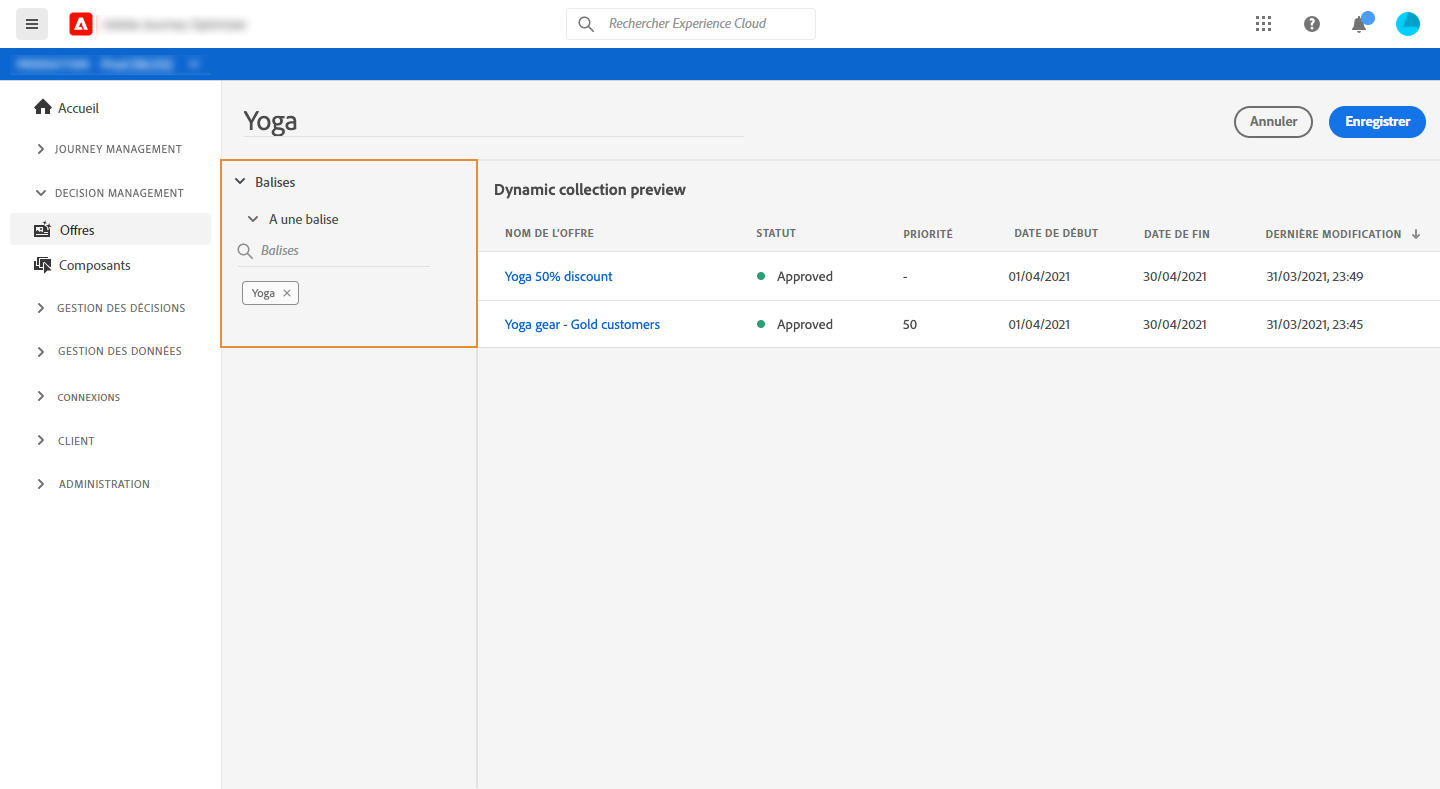 Rechercher Experience Cloud
Accueil
JOURNEY MANAGEMENT
DECISION MANAGEMENT
Offres
Composants
GESTION DES DÉCISIONS
GESTION DES DONNÉES
CONNEXIONS
CLIENT
ADMINISTRATION
Yoga
Annuler
Enregistrer
Balises
A une balise
Balises
Yoga ×
Dynamic collection preview
NOM DE L'OFFRE STATUT PRIORITÉ DATE DE DÉBUT DATE DE FIN DERNIÈRE MODIFICATION ↓
Yoga 50% discount Approved - 01/04/2021 30/04/2021 31/03/2021, 23:49
Yoga gear - Gold customers Approved 50 01/04/2021 30/04/2021 31/03/2021, 23:45